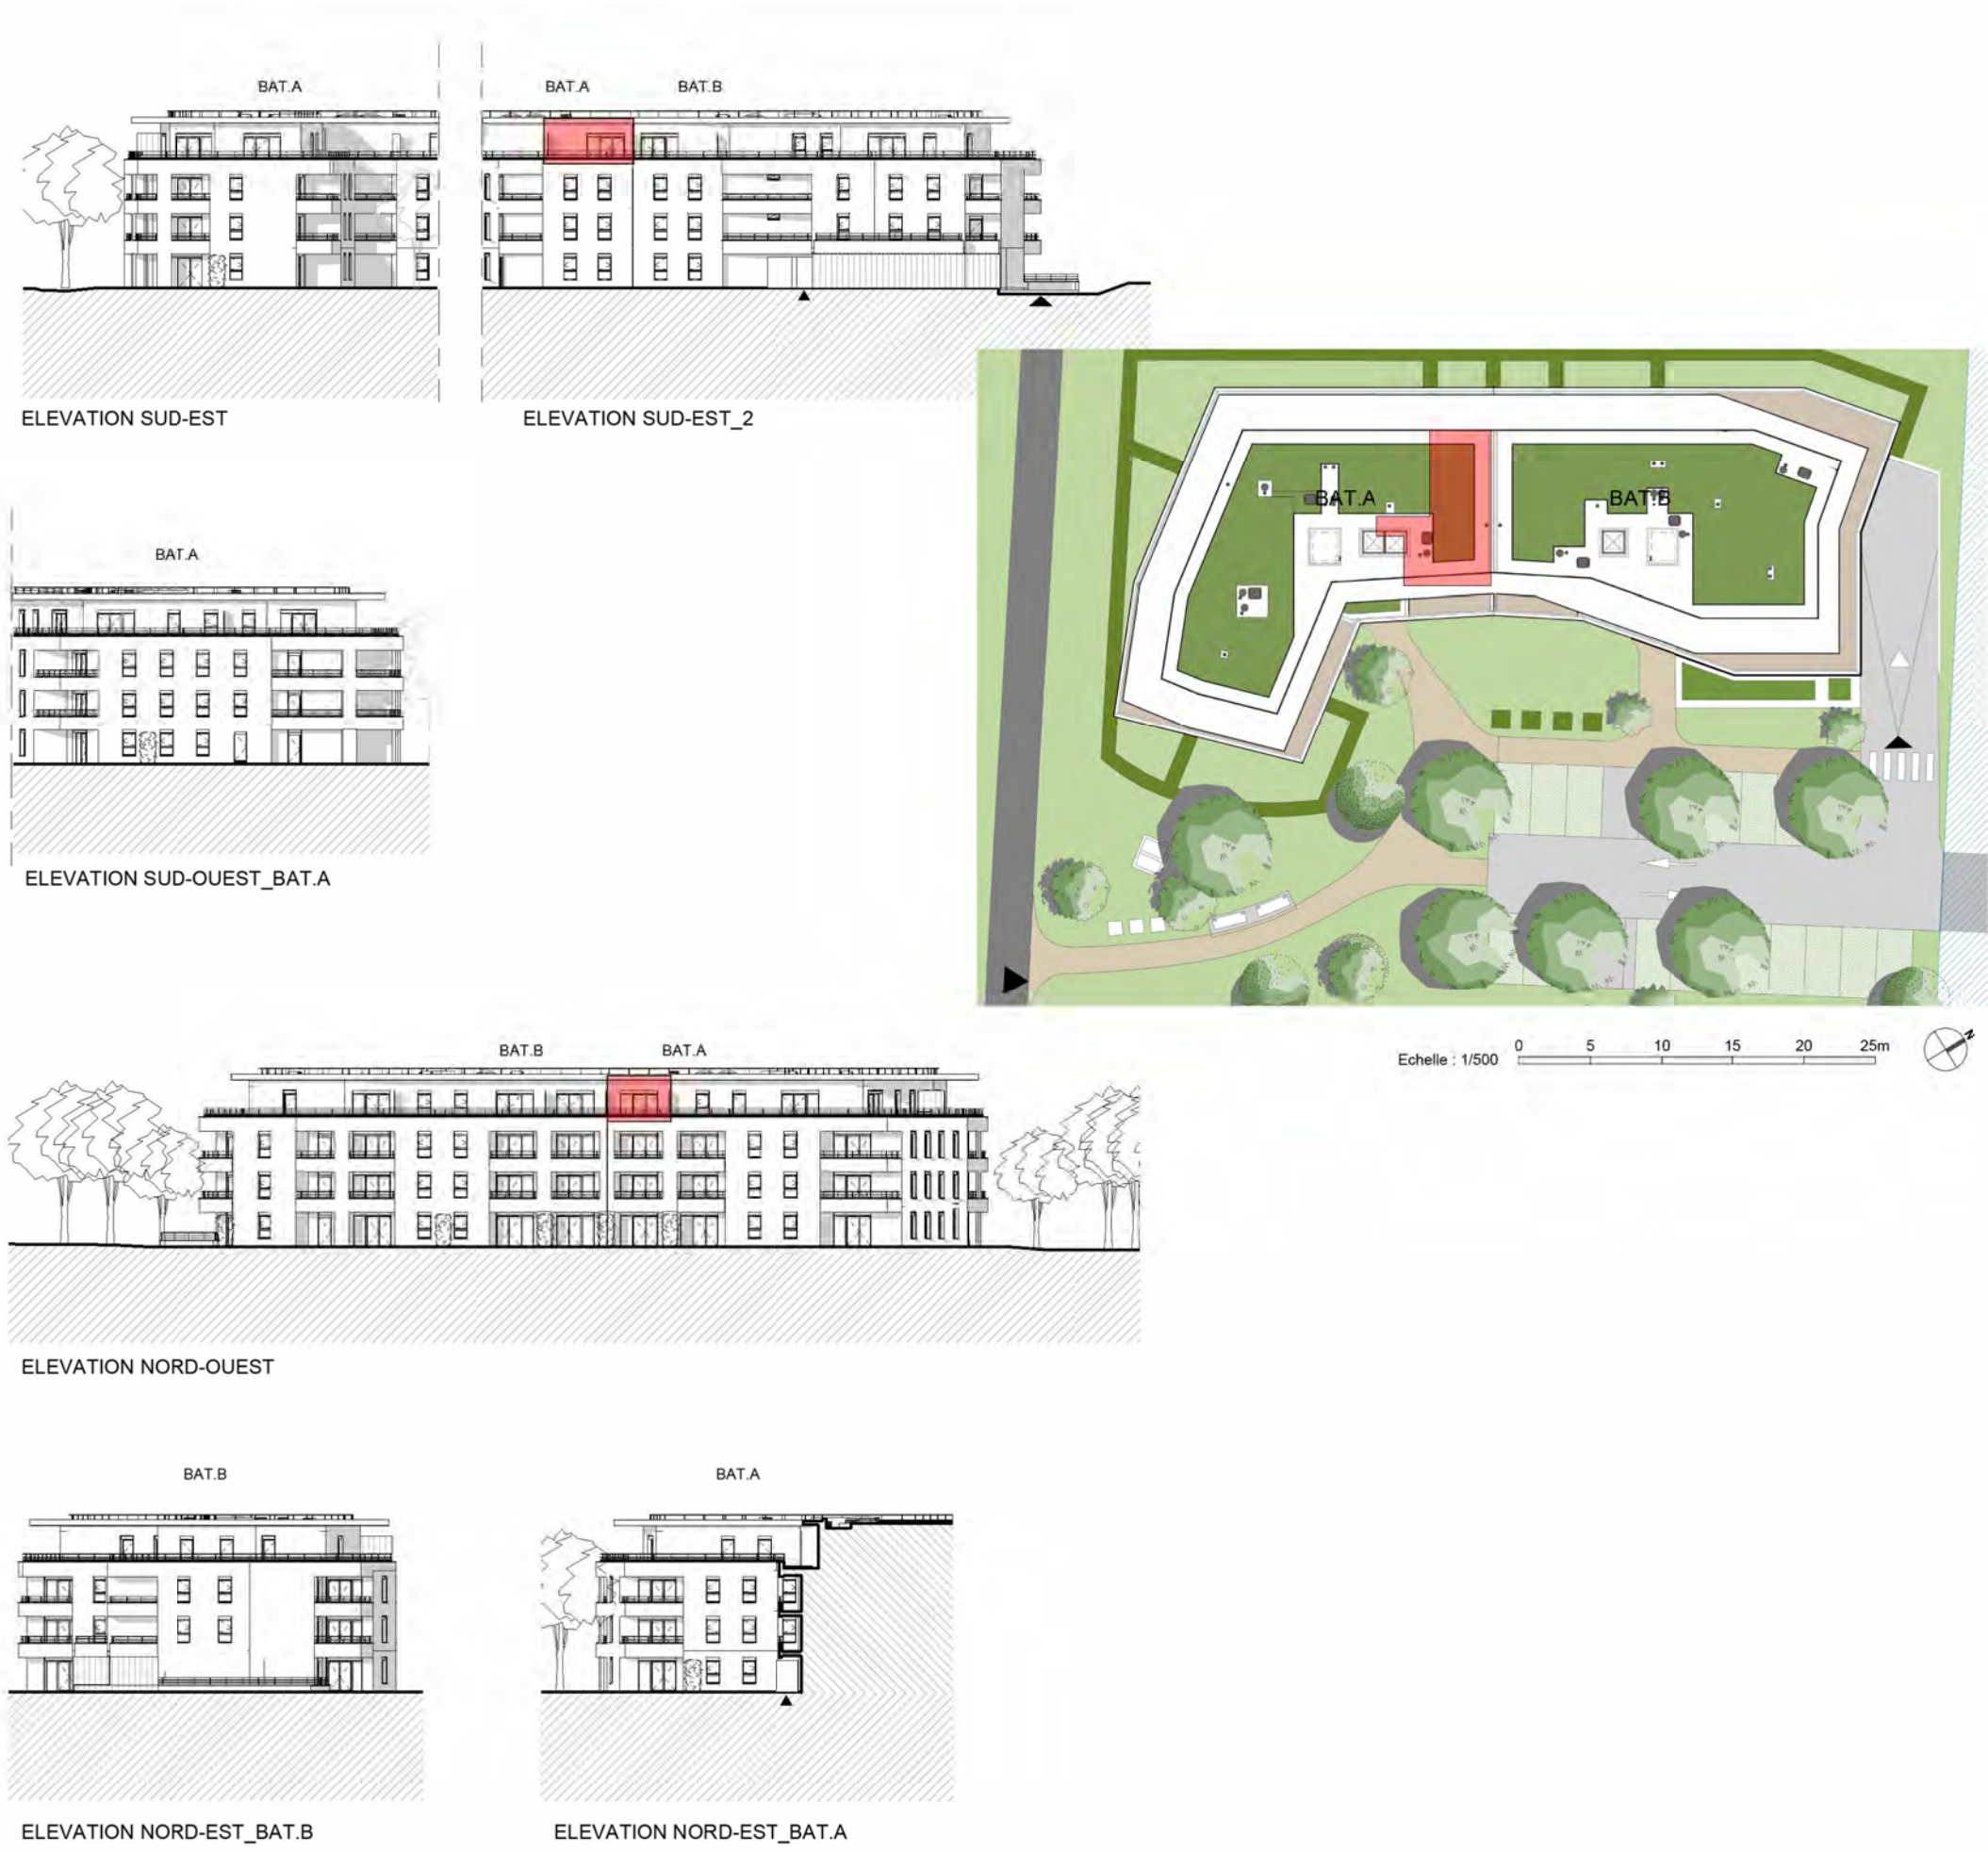 BAT.A
BAT.A BAT.B
ELEVATION SUD-EST
ELEVATION SUD-EST_2
BAT.A
BAT.A BAT.B
ELEVATION SUD-OUEST_BAT.A
Echelle : 1/500 0 5 10 15 20 25m
N
BAT.B BAT.A
ELEVATION NORD-OUEST
BAT.B
BAT.A
ELEVATION NORD-EST_BAT.B
ELEVATION NORD-EST_BAT.A